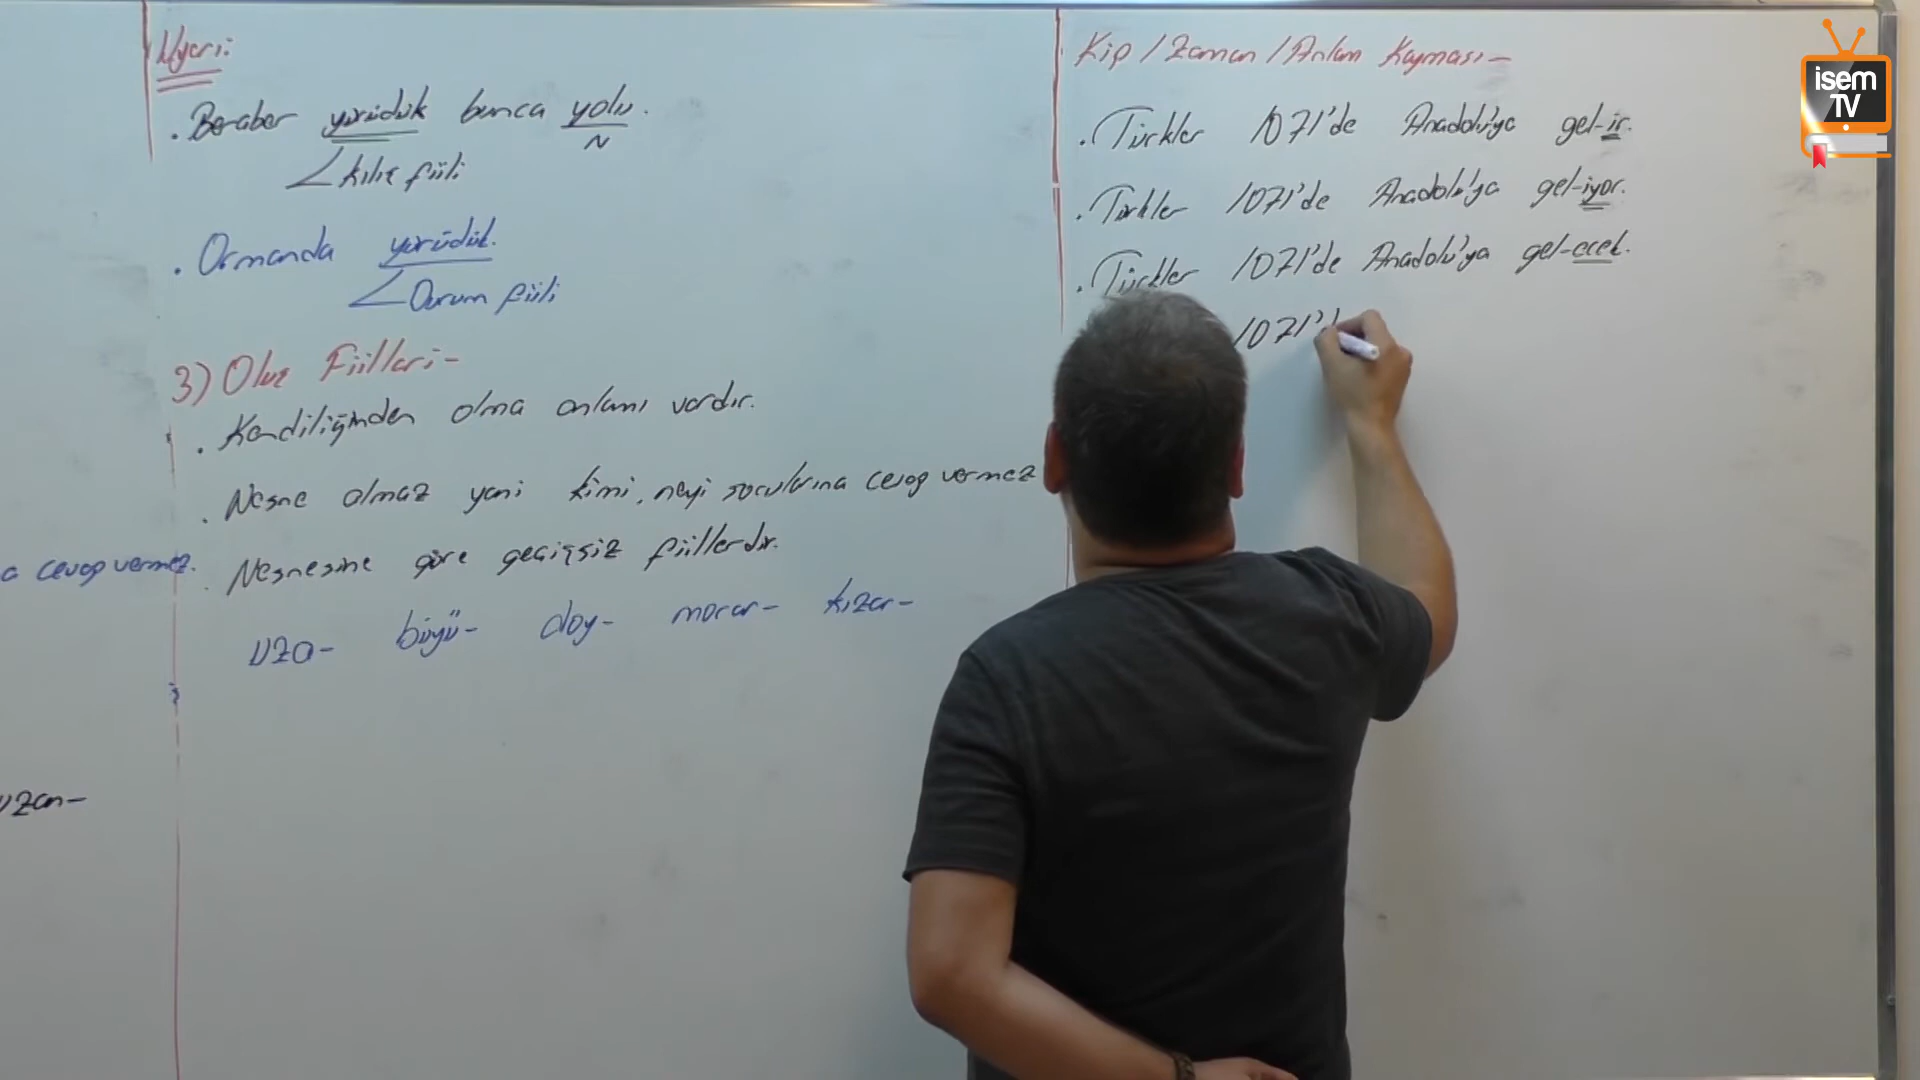 Uyarı:
. Beraber yürüdük bunca yolu.
N
Kılış fiili
. Ormanda yürüdük.
Durum fiili
3) Oluş Fiilleri-
. Kendiliğinden olma anlamı vardır.
. Nesne almaz yani kimi, neyi sorularına cevap vermez
. Nesnesine göre geçişsiz fiillerdir.
uza- büyü- doy- morar- kızar-
a cevap vermez.
uzan-
Kip / Zaman / Anlam Kayması-
. Türkler 1071'de Anadolu'ya gel-ir.
. Türkler 1071'de Anadolu'ya gel-iyor.
. Türkler 1071'de Anadolu'ya gel-ecek.
1071'
isem
TV